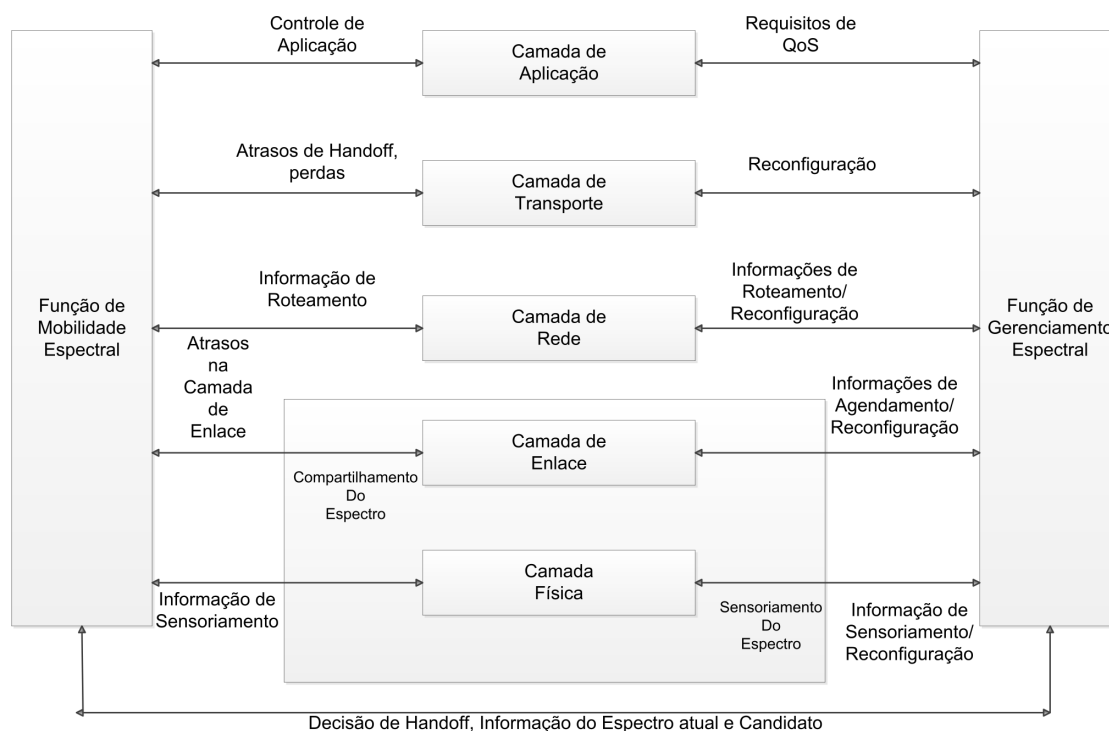 Controle de
Aplicação
Camada de
Aplicação
Requisitos de
QoS
Atrasos de Handoff,
perdas
Camada de
Transporte
Reconfiguração
Informação de
Roteamento
Camada de
Rede
Informações de
Roteamento/
Reconfiguração
Função de
Mobilidade
Espectral
Função de
Gerenciamento
Espectral
Atrasos
na
Camada
de
Enlace
Camada de
Enlace
Informações de
Agendamento/
Reconfiguração
Compartilhamento
Do
Espectro
Camada
Física
Informação de
Sensoriamento
Sensoriamento
Do
Espectro
Informação de
Sensoriamento/
Reconfiguração
Decisão de Handoff, Informação do Espectro atual e Candidato